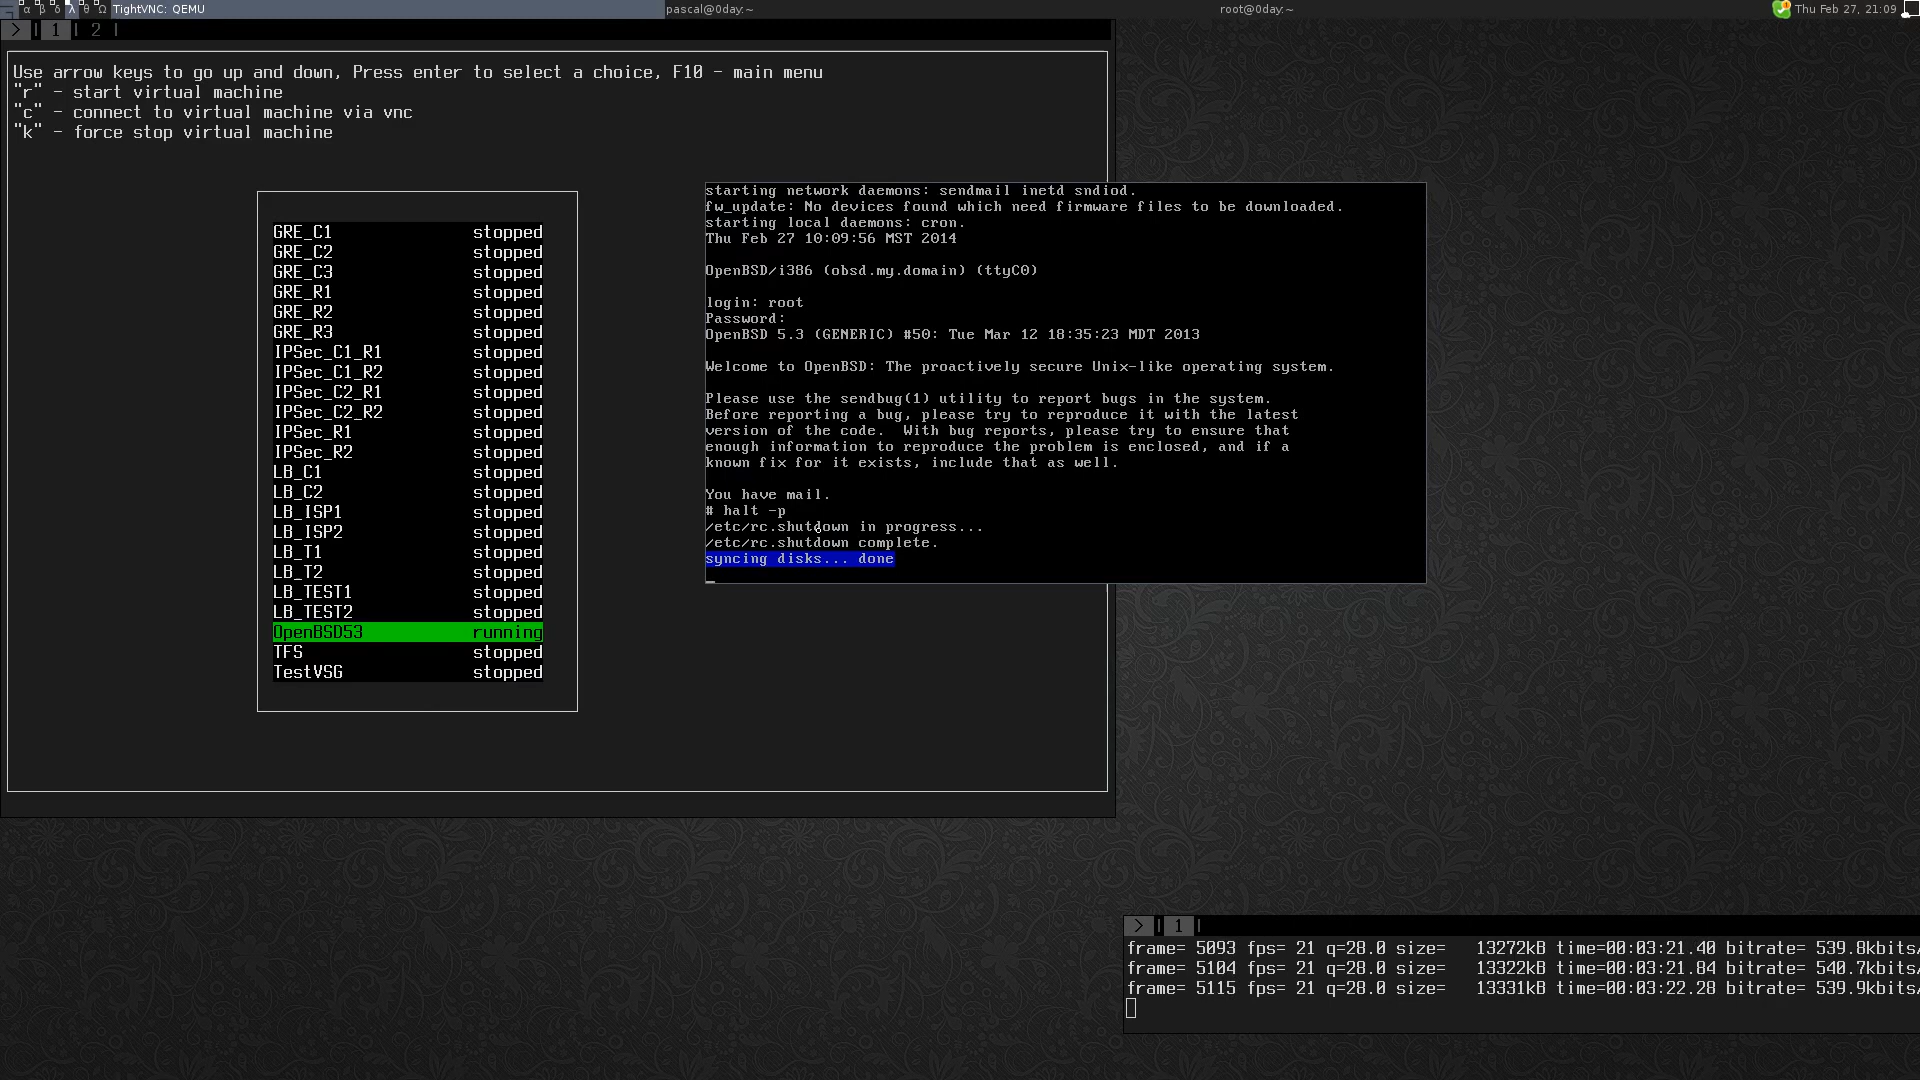 α β δ λ θ Ω TightVNC: QEMU pascal@0day:~ root@0day:~ Thu Feb 27, 21:09
> | 1 | 2 |
Use arrow keys to go up and down, Press enter to select a choice, F10 - main menu
"r" - start virtual machine
"c" - connect to virtual machine via vnc
"k" - force stop virtual machine
GRE_C1 stopped
GRE_C2 stopped
GRE_C3 stopped
GRE_R1 stopped
GRE_R2 stopped
GRE_R3 stopped
IPSec_C1_R1 stopped
IPSec_C1_R2 stopped
IPSec_C2_R1 stopped
IPSec_C2_R2 stopped
IPSec_R1 stopped
IPSec_R2 stopped
LB_C1 stopped
LB_C2 stopped
LB_ISP1 stopped
LB_ISP2 stopped
LB_T1 stopped
LB_T2 stopped
LB_TEST1 stopped
LB_TEST2 stopped
OpenBSD53 running
TFS stopped
TestVSG stopped
starting network daemons: sendmail inetd sndiod.
fw_update: No devices found which need firmware files to be downloaded.
starting local daemons: cron.
Thu Feb 27 10:09:56 MST 2014
OpenBSD/i386 (obsd.my.domain) (ttyC0)
login: root
Password:
OpenBSD 5.3 (GENERIC) #50: Tue Mar 12 18:35:23 MDT 2013
Welcome to OpenBSD: The proactively secure Unix-like operating system.
Please use the sendbug(1) utility to report bugs in the system.
Before reporting a bug, please try to reproduce it with the latest
version of the code.  With bug reports, please try to ensure that
enough information to reproduce the problem is enclosed, and if a
known fix for it exists, include that as well.
You have mail.
# halt -p
/etc/rc.shutdown in progress...
/etc/rc.shutdown complete.
syncing disks... done
> | 1 |
frame= 5093 fps= 21 q=28.0 size=   13272kB time=00:03:21.40 bitrate= 539.8kbits/
frame= 5104 fps= 21 q=28.0 size=   13322kB time=00:03:21.84 bitrate= 540.7kbits/
frame= 5115 fps= 21 q=28.0 size=   13331kB time=00:03:22.28 bitrate= 539.9kbits/